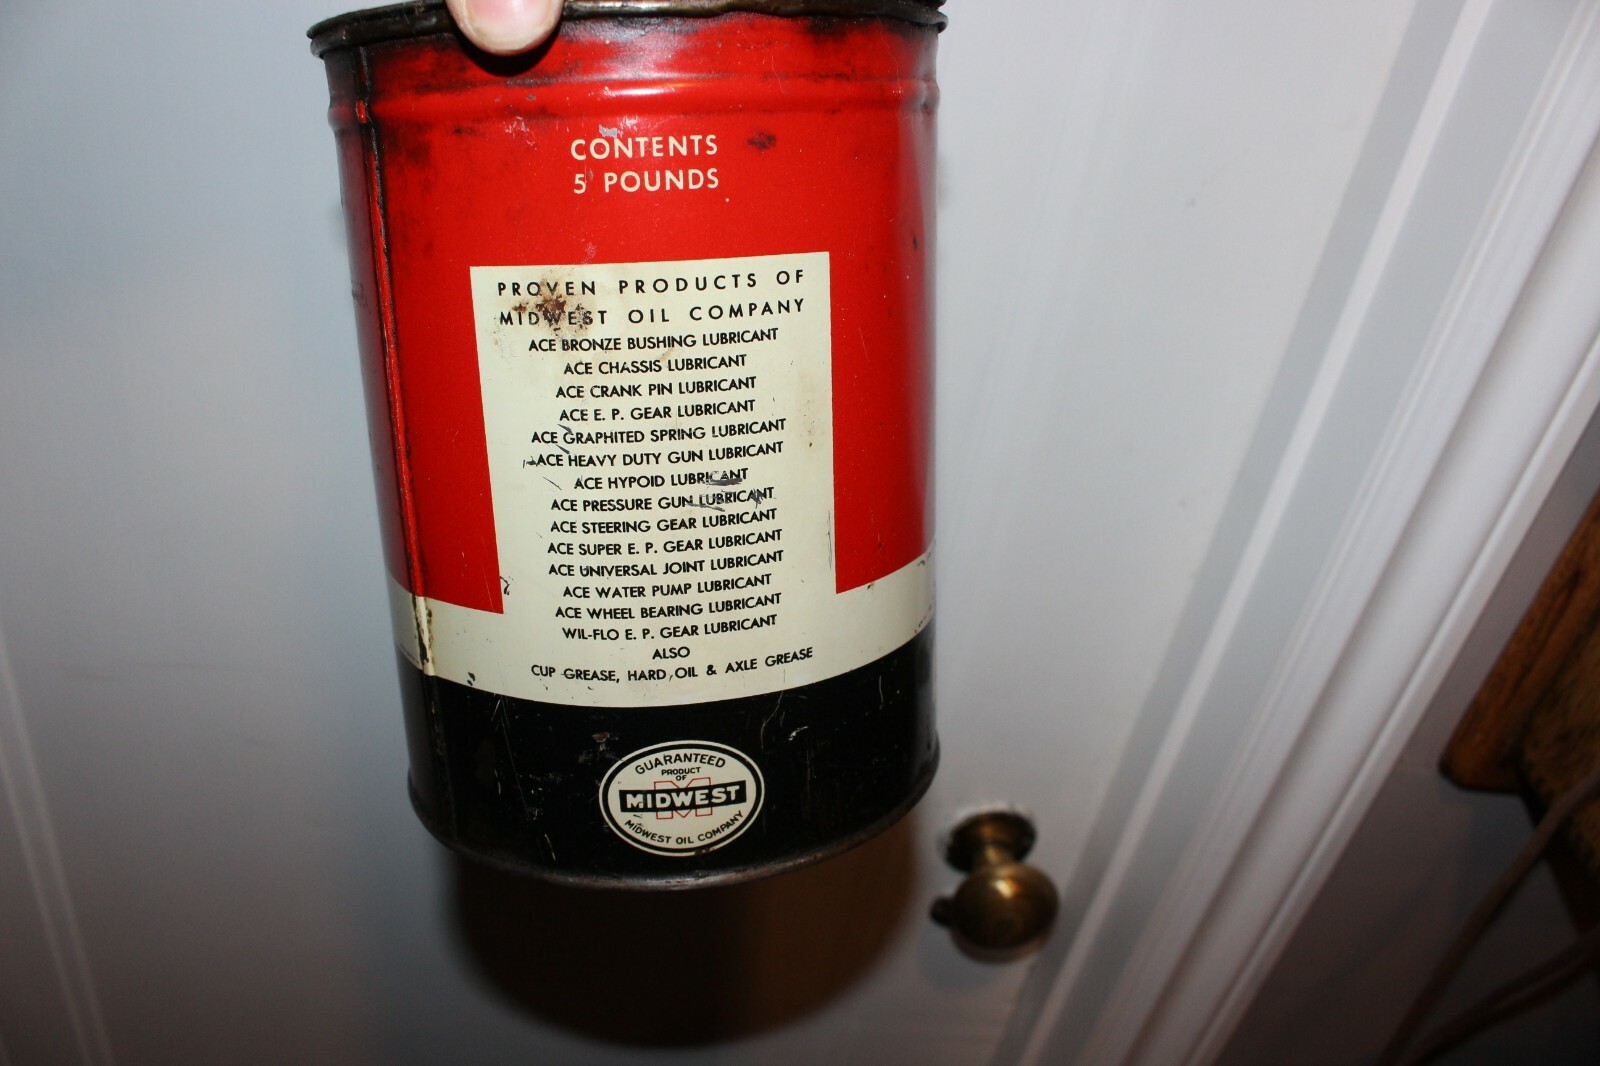 CONTENTS
5 POUNDS
PROVEN PRODUCTS OF
MIDWEST OIL COMPANY
ACE BRONZE BUSHING LUBRICANT
ACE CHASSIS LUBRICANT
ACE CRANK PIN LUBRICANT
ACE E. P. GEAR LUBRICANT
ACE GRAPHITED SPRING LUBRICANT
ACE HEAVY DUTY GUN LUBRICANT
ACE HYPOID LUBRICANT
ACE PRESSURE GUN LUBRICANT
ACE STEERING GEAR LUBRICANT
ACE SUPER E. P. GEAR LUBRICANT
ACE UNIVERSAL JOINT LUBRICANT
ACE WATER PUMP LUBRICANT
ACE WHEEL BEARING LUBRICANT
WIL-FLO E. P. GEAR LUBRICANT
ALSO
CUP GREASE, HARD OIL & AXLE GREASE
GUARANTEED
PRODUCT
OF
M
MIDWEST
MIDWEST OIL COMPANY